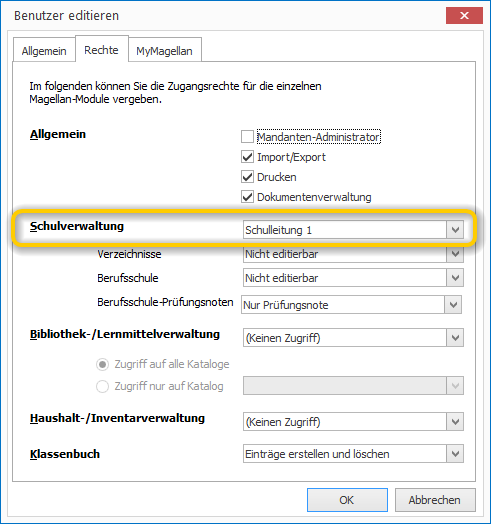 Benutzer editieren
Allgemein Rechte MyMagellan
Im folgenden können Sie die Zugangsrechte für die einzelnen
Magellan-Module vergeben.
Allgemein Mandanten-Administrator
Import/Export
Drucken
Dokumentenverwaltung
Schulverwaltung Schulleitung 1
Verzeichnisse Nicht editierbar
Berufsschule Nicht editierbar
Berufsschule-Prüfungsnoten Nur Prüfungsnote
Bibliothek-/Lernmittelverwaltung (Keinen Zugriff)
Zugriff auf alle Kataloge
Zugriff nur auf Katalog
Haushalt-/Inventarverwaltung (Keinen Zugriff)
Klassenbuch Einträge erstellen und löschen
OK Abbrechen